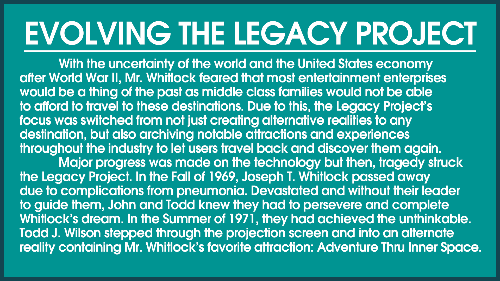 EVOLVING THE LEGACY PROJECT
With the uncertainty of the world and the United States economy
after World War II, Mr. Whitlock feared that most entertainment enterprises
would be a thing of the past as middle class families would not be able
to afford to travel to these destinations. Due to this, the Legacy Project's
focus was switched from not just creating alternative realities to any
destination, but also archiving notable attractions and experiences
throughout the industry to let users travel back and discover them again.
Major progress was made on the technology but then, tragedy struck
the Legacy Project. In the Fall of 1969, Joseph T. Whitlock passed away
due to complications from pneumonia. Devastated and without their leader
to guide them, John and Todd knew they had to persevere and complete
Whitlock's dream. In the Summer of 1971, they had achieved the unthinkable.
Todd J. Wilson stepped through the projection screen and into an alternate
reality containing Mr. Whitlock's favorite attraction: Adventure Thru Inner Space.